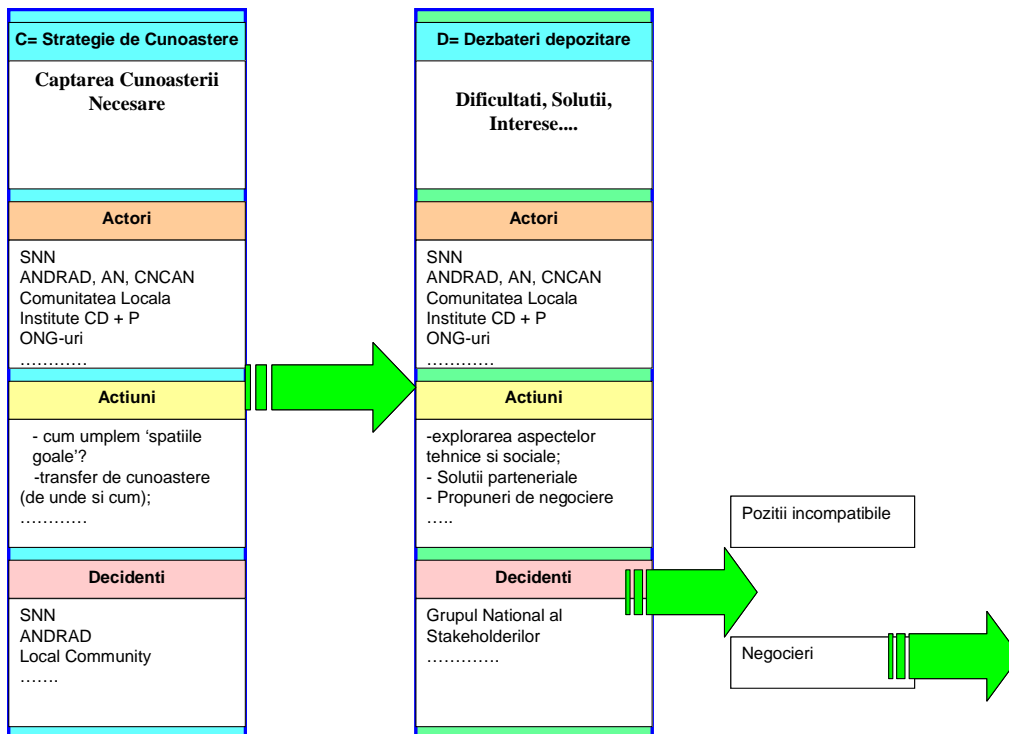 C= Strategie de Cunoastere
Captarea Cunoasterii
Necesare
Actori
SNN
ANDRAD, AN, CNCAN
Comunitatea Locala
Institute CD + P
ONG-uri
…………
Actiuni
- cum umplem ‘spatiile
goale’?
-transfer de cunoastere
(de unde si cum);
…………
Decidenti
SNN
ANDRAD
Local Community
…….
D= Dezbateri depozitare
Dificultati, Solutii,
Interese....
Actori
SNN
ANDRAD, AN, CNCAN
Comunitatea Locala
Institute CD + P
ONG-uri
…………
Actiuni
-explorarea aspectelor
tehnice si sociale;
- Solutii parteneriale
- Propuneri de negociere
…..
Decidenti
Grupul National al
Stakeholderilor
………….
Pozitii incompatibile
Negocieri